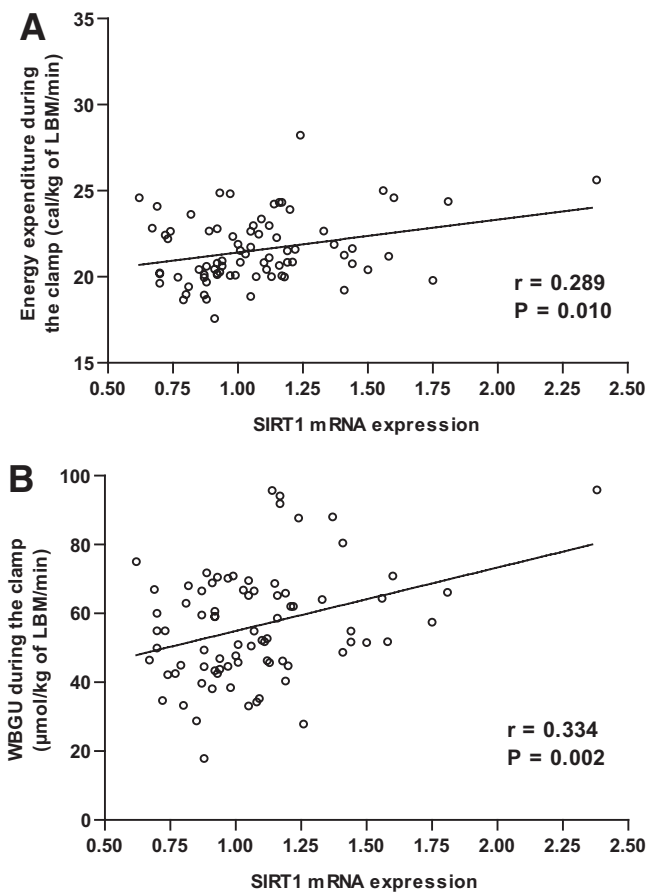 A
Energy expenditure during
the clamp (cal/kg of LBM/min)
35
30
25
20
15
r = 0.289
P = 0.010
0.50 0.75 1.00 1.25 1.50 1.75 2.00 2.25 2.50
SIRT1 mRNA expression
B
WBGU during the clamp
(µmol/kg of LBM/min)
100
80
60
40
20
0
r = 0.334
P = 0.002
0.50 0.75 1.00 1.25 1.50 1.75 2.00 2.25 2.50
SIRT1 mRNA expression